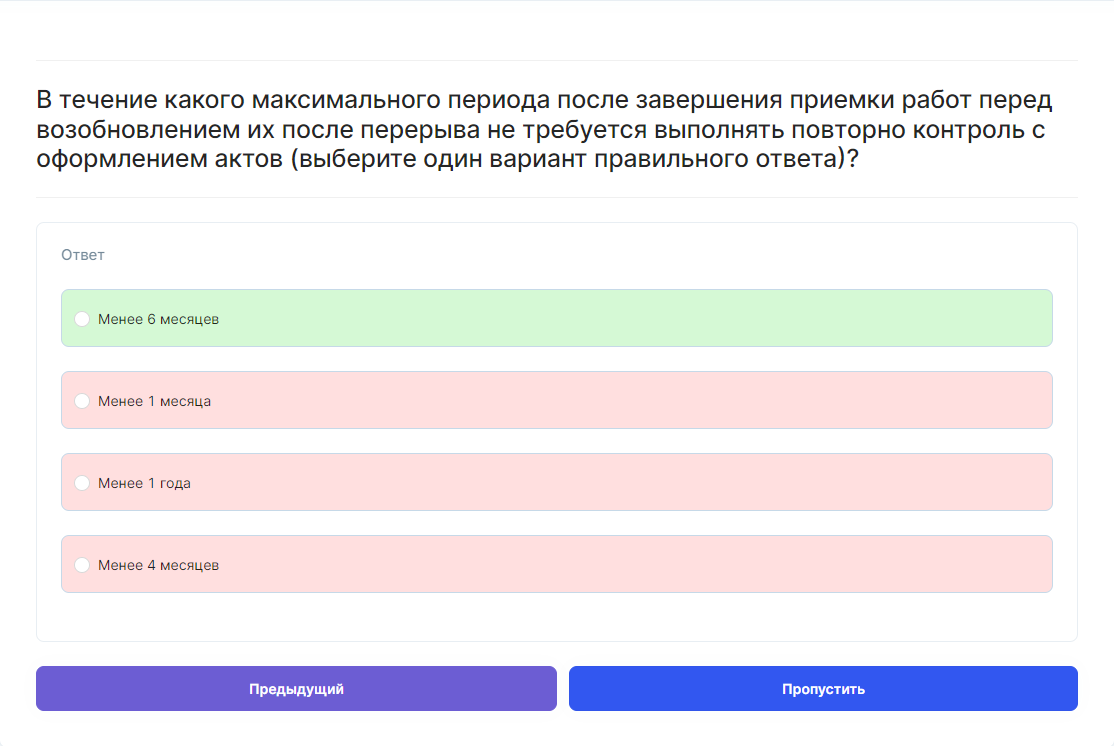 В течение какого максимального периода после завершения приемки работ перед
возобновлением их после перерыва не требуется выполнять повторно контроль с
оформлением актов (выберите один вариант правильного ответа)?
Ответ
Менее 6 месяцев
Менее 1 месяца
Менее 1 года
Менее 4 месяцев
Предыдущий
Пропустить